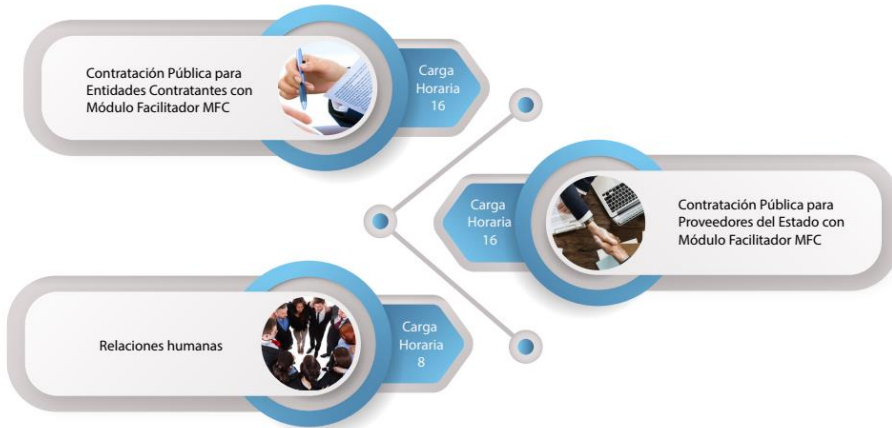 Contratación Pública para
Entidades Contratantes con
Módulo Facilitador MFC
Carga
Horaria
16
Carga
Horaria
16
Contratación Pública para
Proveedores del Estado con
Módulo Facilitador MFC
Relaciones humanas
Carga
Horaria
8